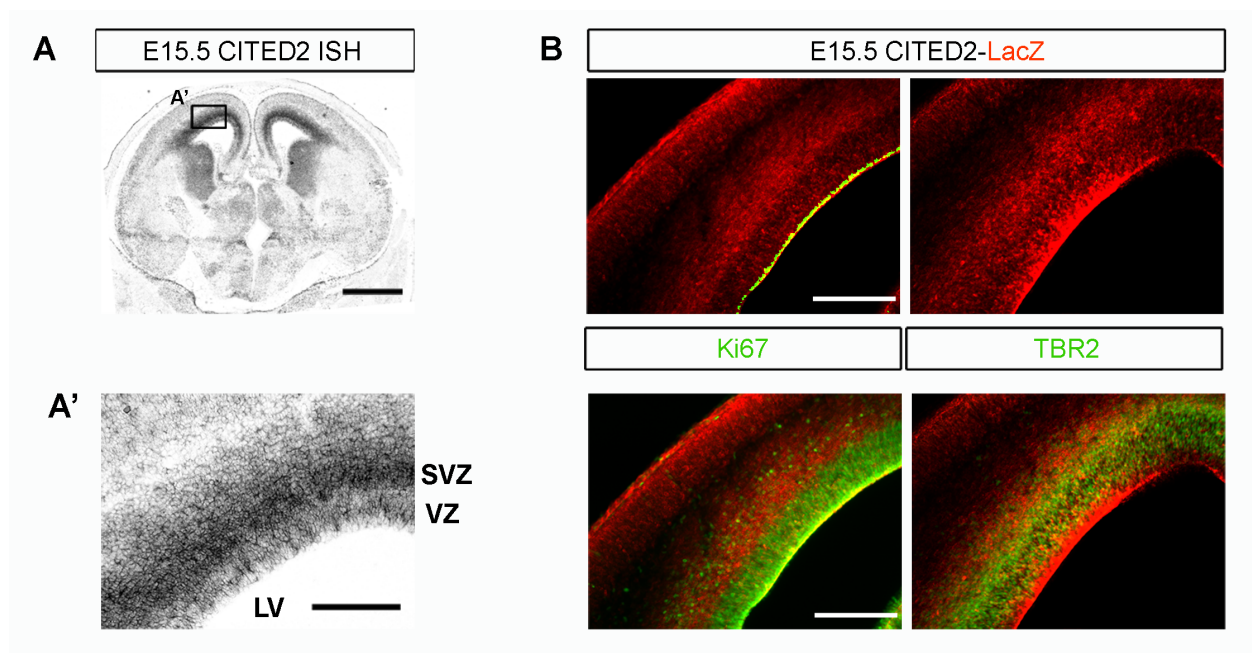 A
E15.5 CITED2 ISH
A'
B
E15.5 CITED2-LacZ
Ki67
TBR2
A'
SVZ
VZ
LV